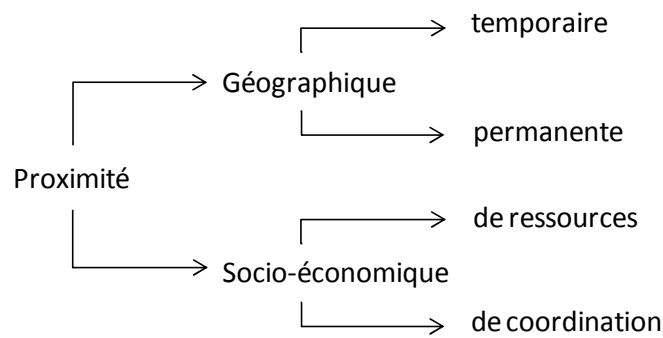 temporaire
Géographique
permanente
Proximité
de ressources
Socio-économique
de coordination